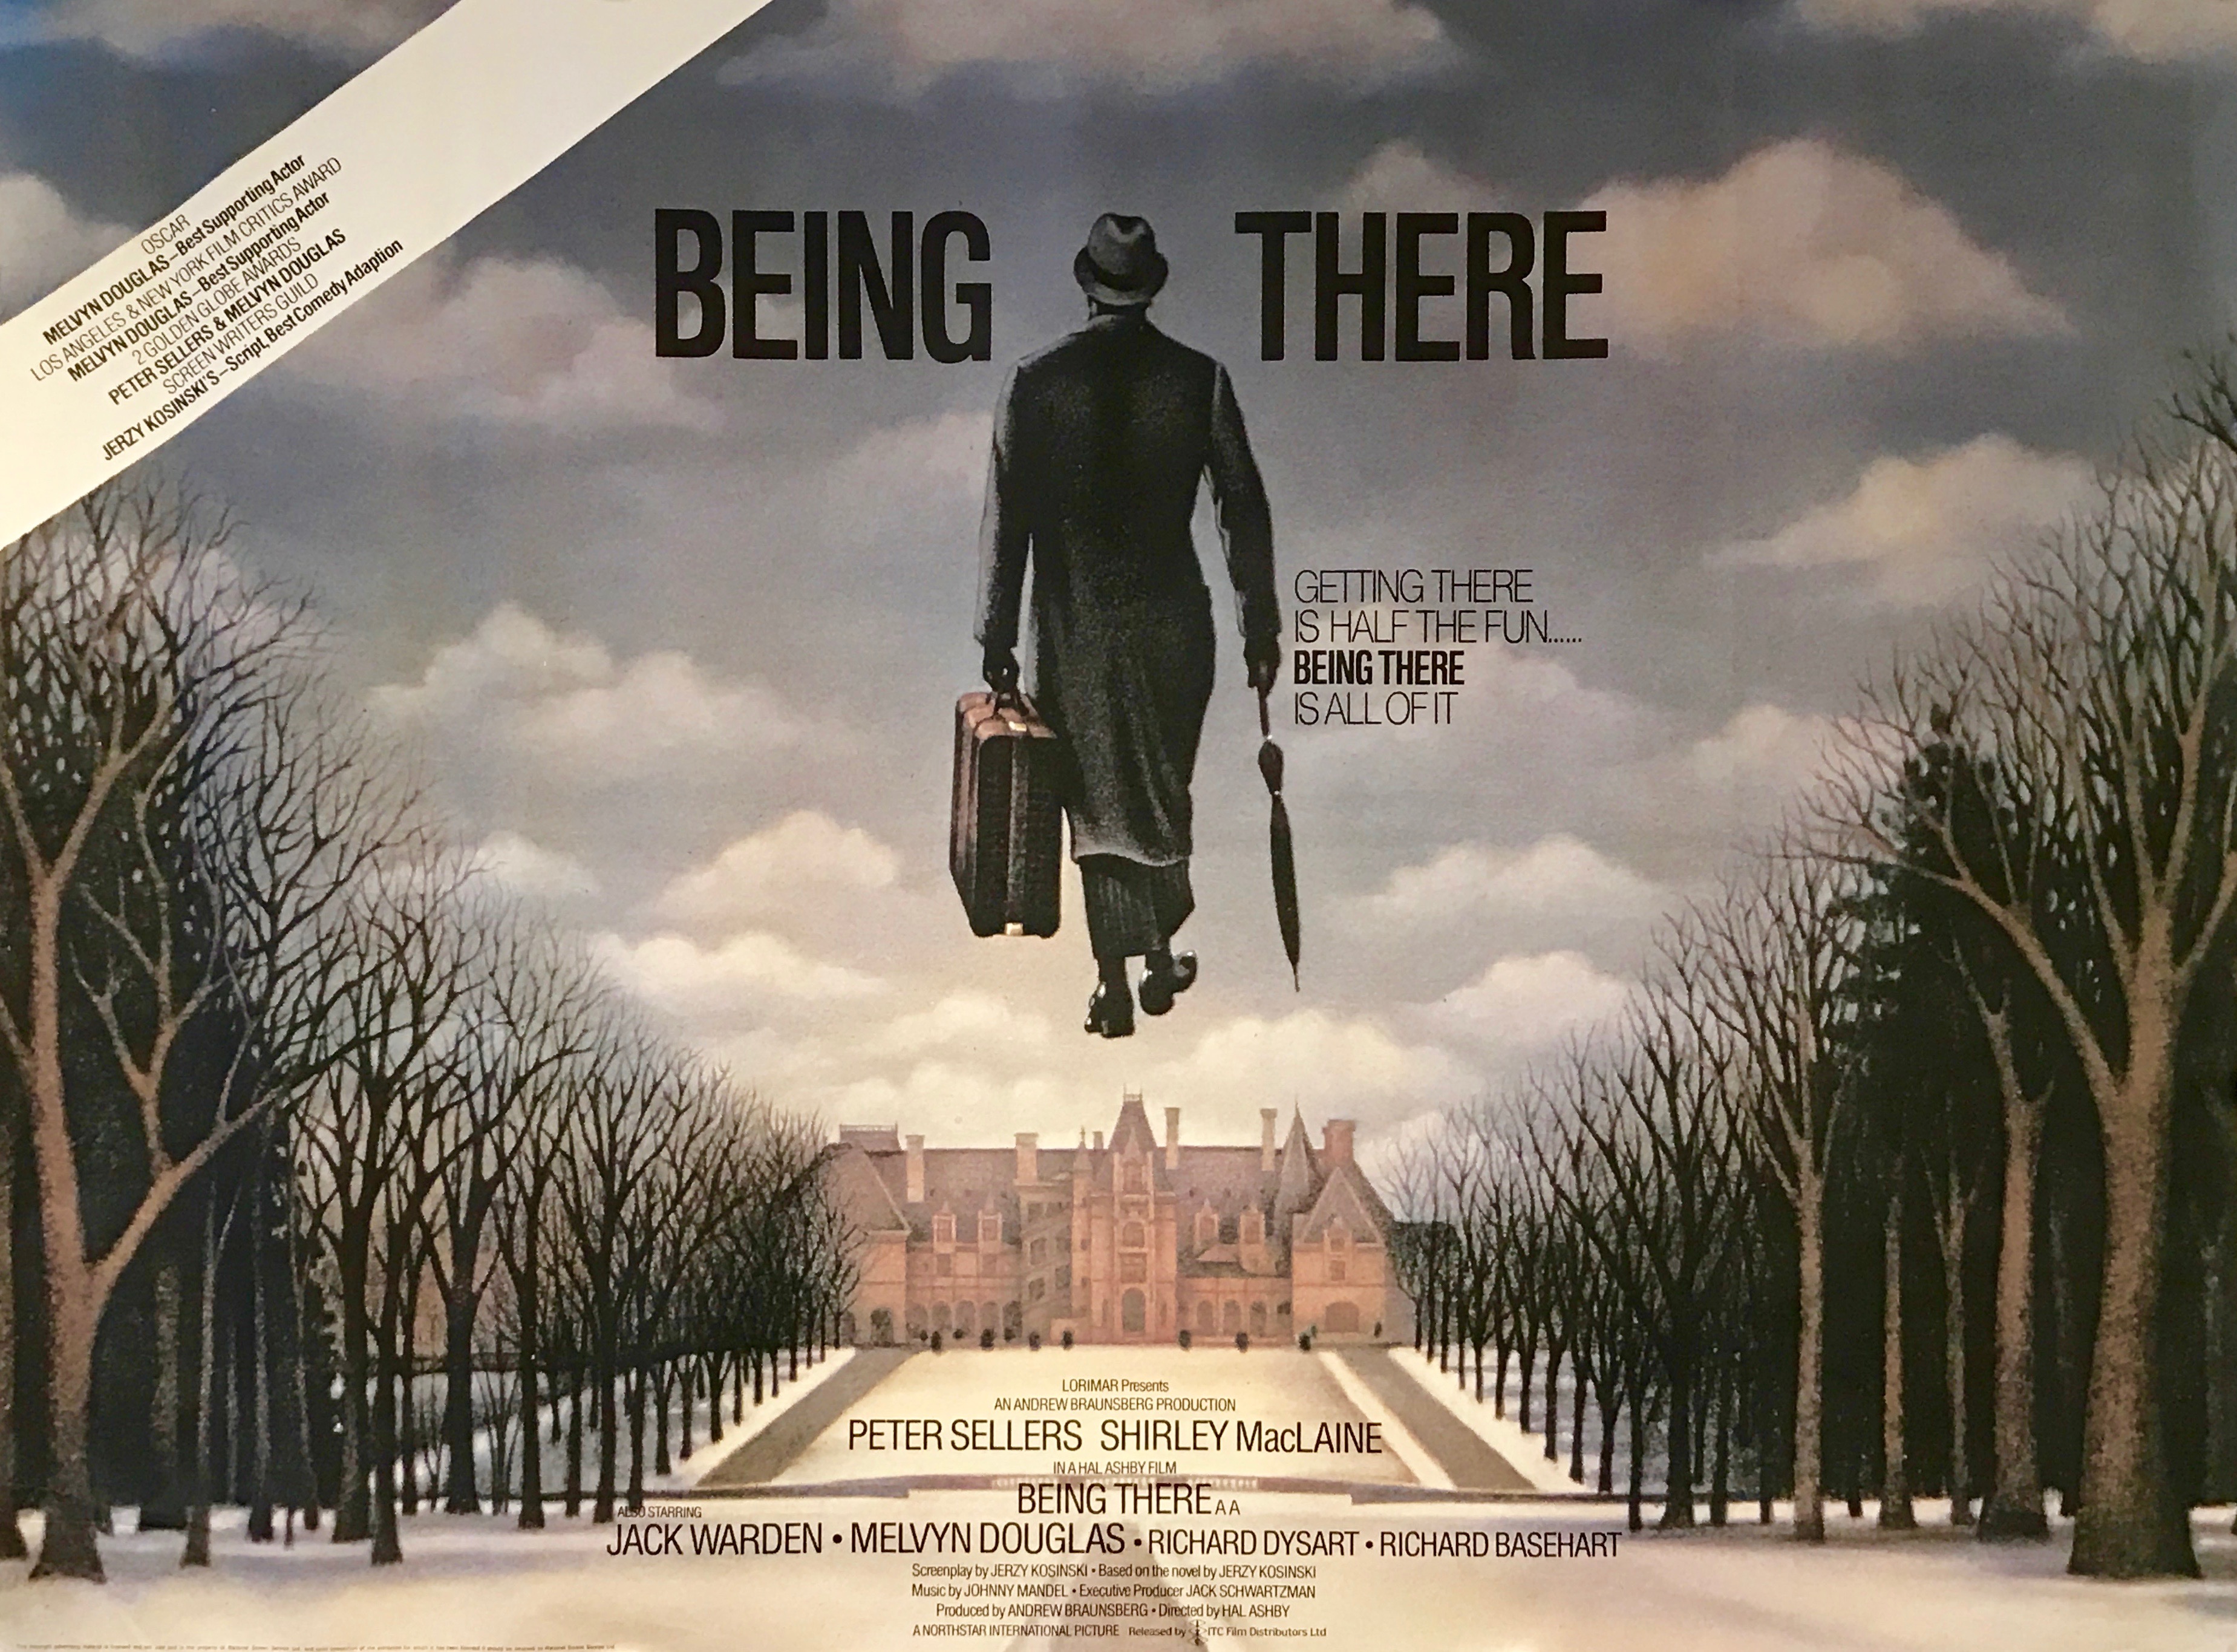 OSCAR
MELVYN DOUGLAS–Best Supporting Actor
LOS ANGELES & NEW YORK FILM CRITICS AWARD
MELVYN DOUGLAS–Best Supporting Actor
2 GOLDEN GLOBE AWARDS
PETER SELLERS & MELVYN DOUGLAS
SCREEN WRITERS GUILD
JERZY KOSINSKI'S–Script, Best Comedy Adaption
BEING THERE
GETTING THERE
IS HALF THE FUN......
BEING THERE
IS ALL OF IT
LORIMAR Presents
AN ANDREW BRAUNSBERG PRODUCTION
PETER SELLERS SHIRLEY MacLAINE
IN A HAL ASHBY FILM
BEING THERE A A
ALSO STARRING
JACK WARDEN • MELVYN DOUGLAS • RICHARD DYSART • RICHARD BASEHART
Screenplay by JERZY KOSINSKI • Based on the novel by JERZY KOSINSKI
Music by JOHNNY MANDEL • Executive Producer JACK SCHWARTZMAN
Produced by ANDREW BRAUNSBERG • Directed by HAL ASHBY
A NORTHSTAR INTERNATIONAL PICTURE Released by ITC Film Distributors Ltd